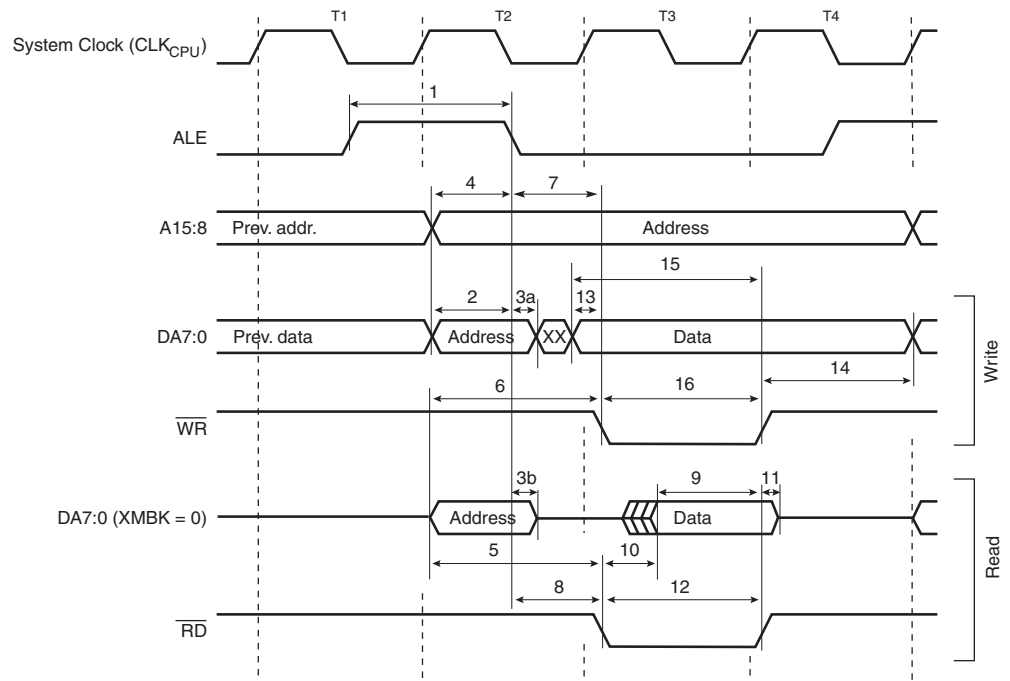 T1 T2 T3 T4
System Clock (CLKCPU)
1
ALE
4 7
A15:8 Prev. addr. Address
15
2 3a 13
DA7:0 Prev. data Address XX Data
14
6 16
WR
Write
3b 9 11
DA7:0 (XMBK = 0) Address Data
5 10
8 12
RD
Read